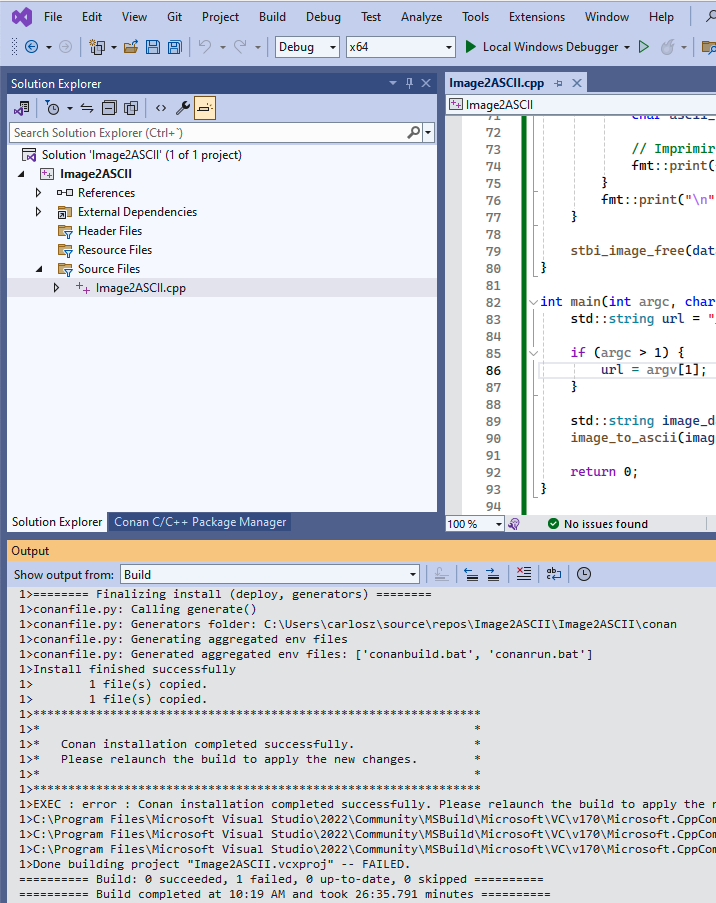 File Edit View Git Project Build Debug Test Analyze Tools Extensions Window Help
Debug x64 Local Windows Debugger
Solution Explorer
Search Solution Explorer (Ctrl+`)
Solution 'Image2ASCII' (1 of 1 project)
Image2ASCII
References
External Dependencies
Header Files
Resource Files
Source Files
Image2ASCII.cpp
Solution Explorer Conan C/C++ Package Manager
Image2ASCII.cpp
Image2ASCII
71 char ascii_
72
73 // Imprimir
74 fmt::print(
75 }
76 fmt::print("\n"
77 }
78
79 stbi_image_free(dat
80 }
81
82 int main(int argc, char
83 std::string url = "
84
85 if (argc > 1) {
86 url = argv[1];
87 }
88
89 std::string image_d
90 image_to_ascii(imag
91
92 return 0;
93 }
94
100 % No issues found
Output
Show output from: Build
1>======== Finalizing install (deploy, generators) ========
1>conanfile.py: Calling generate()
1>conanfile.py: Generators folder: C:\Users\carlosz\source\repos\Image2ASCII\Image2ASCII\conan
1>conanfile.py: Generating aggregated env files
1>conanfile.py: Generated aggregated env files: ['conanbuild.bat', 'conanrun.bat']
1>Install finished successfully
1> 1 file(s) copied.
1> 1 file(s) copied.
1>*************************************************************
1>* *
1>* Conan installation completed successfully. *
1>* Please relaunch the build to apply the new changes. *
1>* *
1>*************************************************************
1>EXEC : error : Conan installation completed successfully. Please relaunch the build to apply the n
1>C:\Program Files\Microsoft Visual Studio\2022\Community\MSBuild\Microsoft\VC\v170\Microsoft.CppCom
1>C:\Program Files\Microsoft Visual Studio\2022\Community\MSBuild\Microsoft\VC\v170\Microsoft.CppCom
1>C:\Program Files\Microsoft Visual Studio\2022\Community\MSBuild\Microsoft\VC\v170\Microsoft.CppCom
1>Done building project "Image2ASCII.vcxproj" -- FAILED.
========== Build: 0 succeeded, 1 failed, 0 up-to-date, 0 skipped ==========
========== Build completed at 10:19 AM and took 26:35.791 minutes ==========